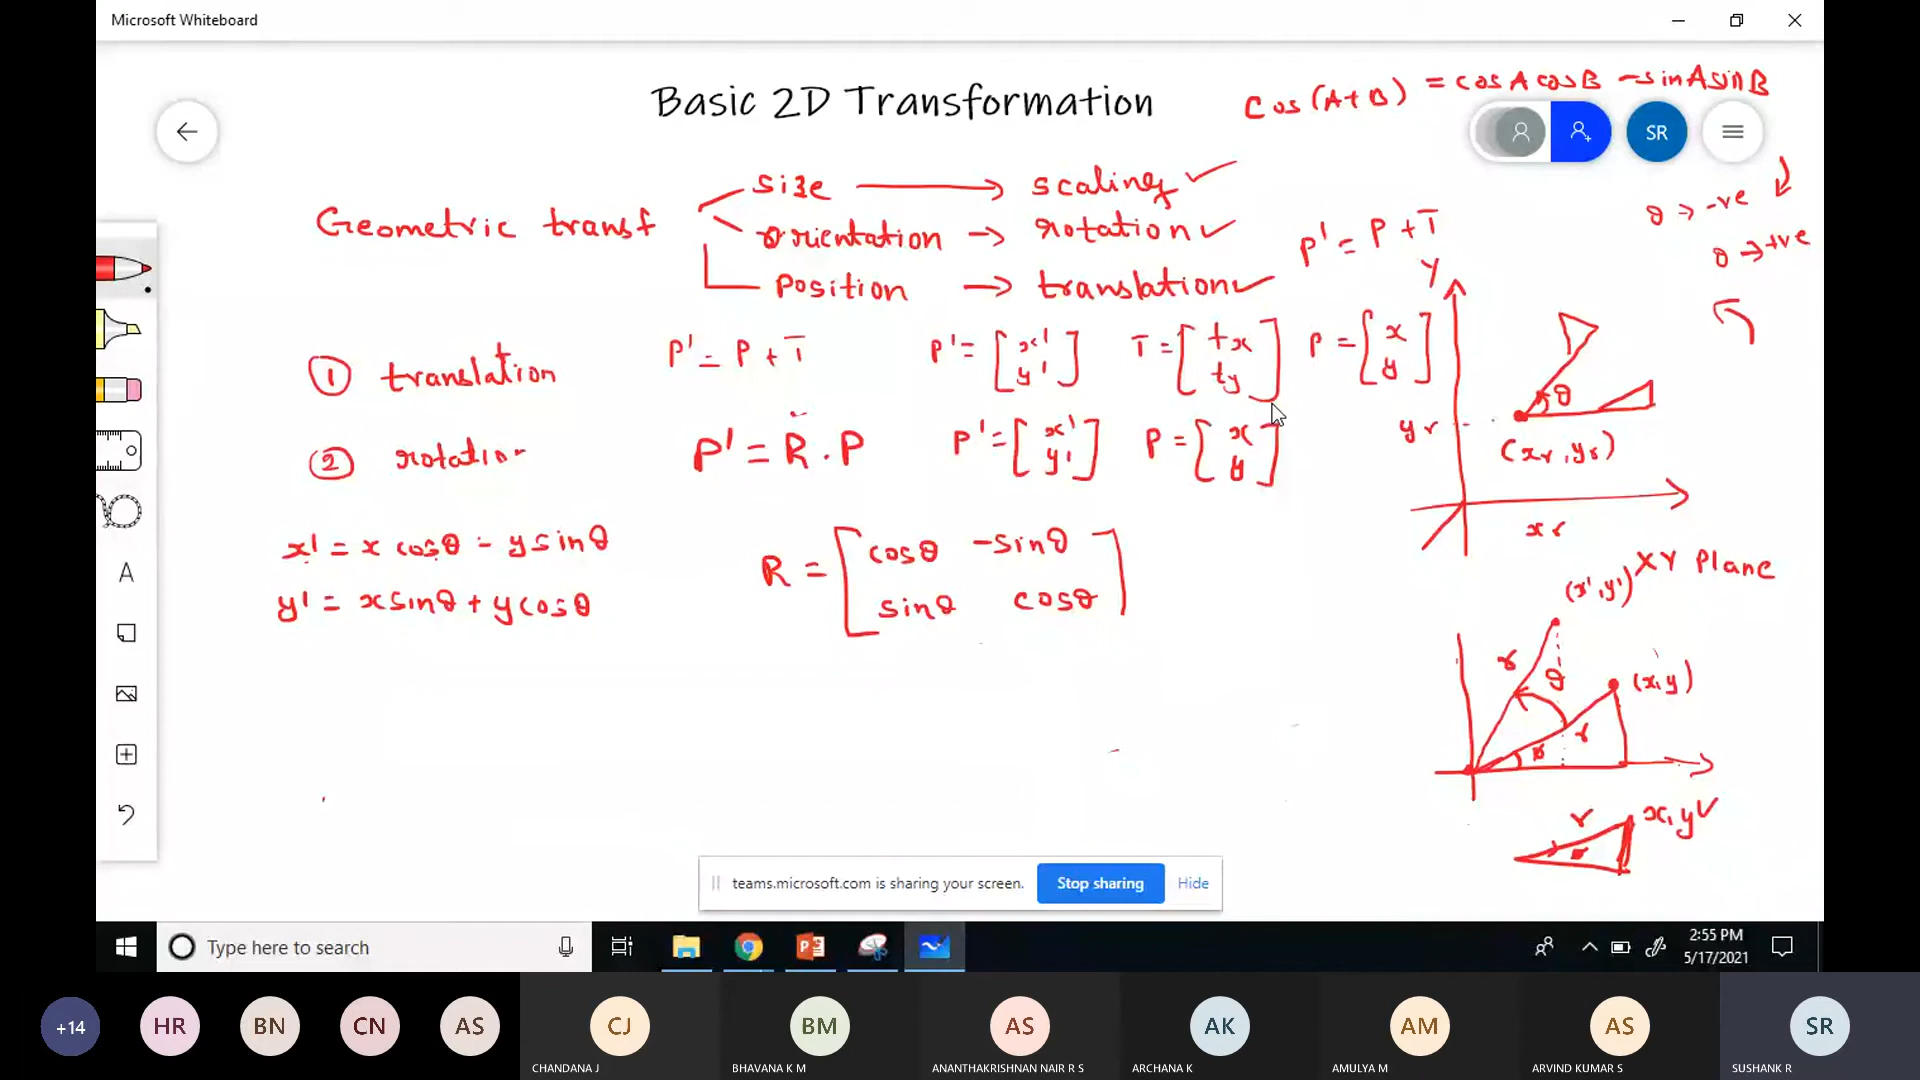 Microsoft Whiteboard
Basic 2D Transformation
Cos(A+B) = cosA cosB -sinA sinB
SR
Geometric transf
size → scaling ✓
orientation → rotation ✓
Position → translation ✓
P' = P + T
θ → -ve
θ → +ve
① translation
P' = P + T
P' = [x' y']
T = [tx ty]
P = [x y]
② rotation
P' = R . P
P' = [x' y']
P = [x y]
x' = x cosθ - y sinθ
y' = x sinθ + y cosθ
R = [cosθ -sinθ
sinθ cosθ]
Y
θ
yr
(xr, yr)
xr
XY Plane
(x', y')
r
θ
(x, y)
r
r
x, y ✓
A
teams.microsoft.com is sharing your screen. Stop sharing Hide
Type here to search
2:55 PM
5/17/2021
+14 HR BN CN AS CJ BM AS AK AM AS SR
CHANDANA J BHAVANA K M ANANTHAKRISHNAN NAIR R S ARCHANA K AMULYA M ARVIND KUMAR S SUSHANK R